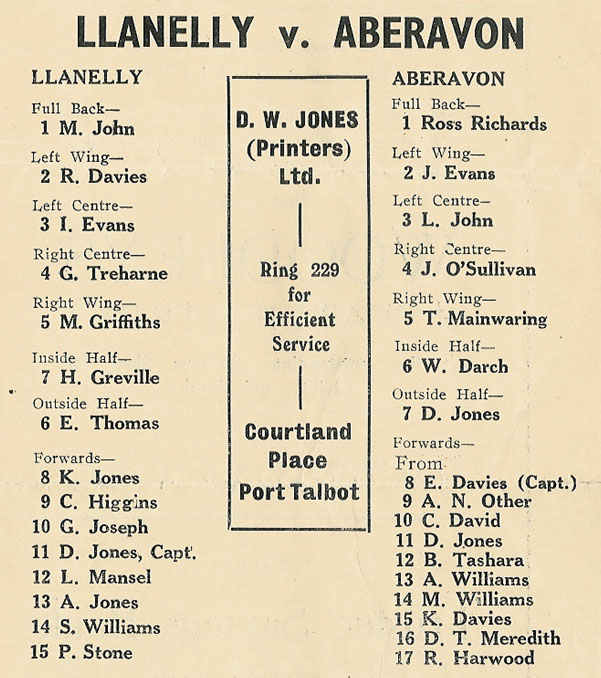 LLANELLY v. ABERAVON
LLANELLY
Full Back—
1 M. John
Left Wing—
2 R. Davies
Left Centre—
3 I. Evans
Right Centre—
4 G. Treharne
Right Wing—
5 M. Griffiths
Inside Half—
7 H. Greville
Outside Half—
6 E. Thomas
Forwards—
8 K. Jones
9 C. Higgins
10 G. Joseph
11 D. Jones, Capt.
12 L. Mansel
13 A. Jones
14 S. Williams
15 P. Stone
D. W. JONES
(Printers)
Ltd.
Ring 229
for
Efficient
Service
Courtland
Place
Port Talbot
ABERAVON
Full Back—
1 Ross Richards
Left Wing—
2 J. Evans
Left Centre—
3 L. John
Right Centre—
4 J. O'Sullivan
Right Wing—
5 T. Mainwaring
Inside Half—
6 W. Darch
Outside Half—
7 D. Jones
Forwards—
From
8 E. Davies (Capt.)
9 A. N. Other
10 C. David
11 D. Jones
12 B. Tashara
13 A. Williams
14 M. Williams
15 K. Davies
16 D. T. Meredith
17 R. Harwood